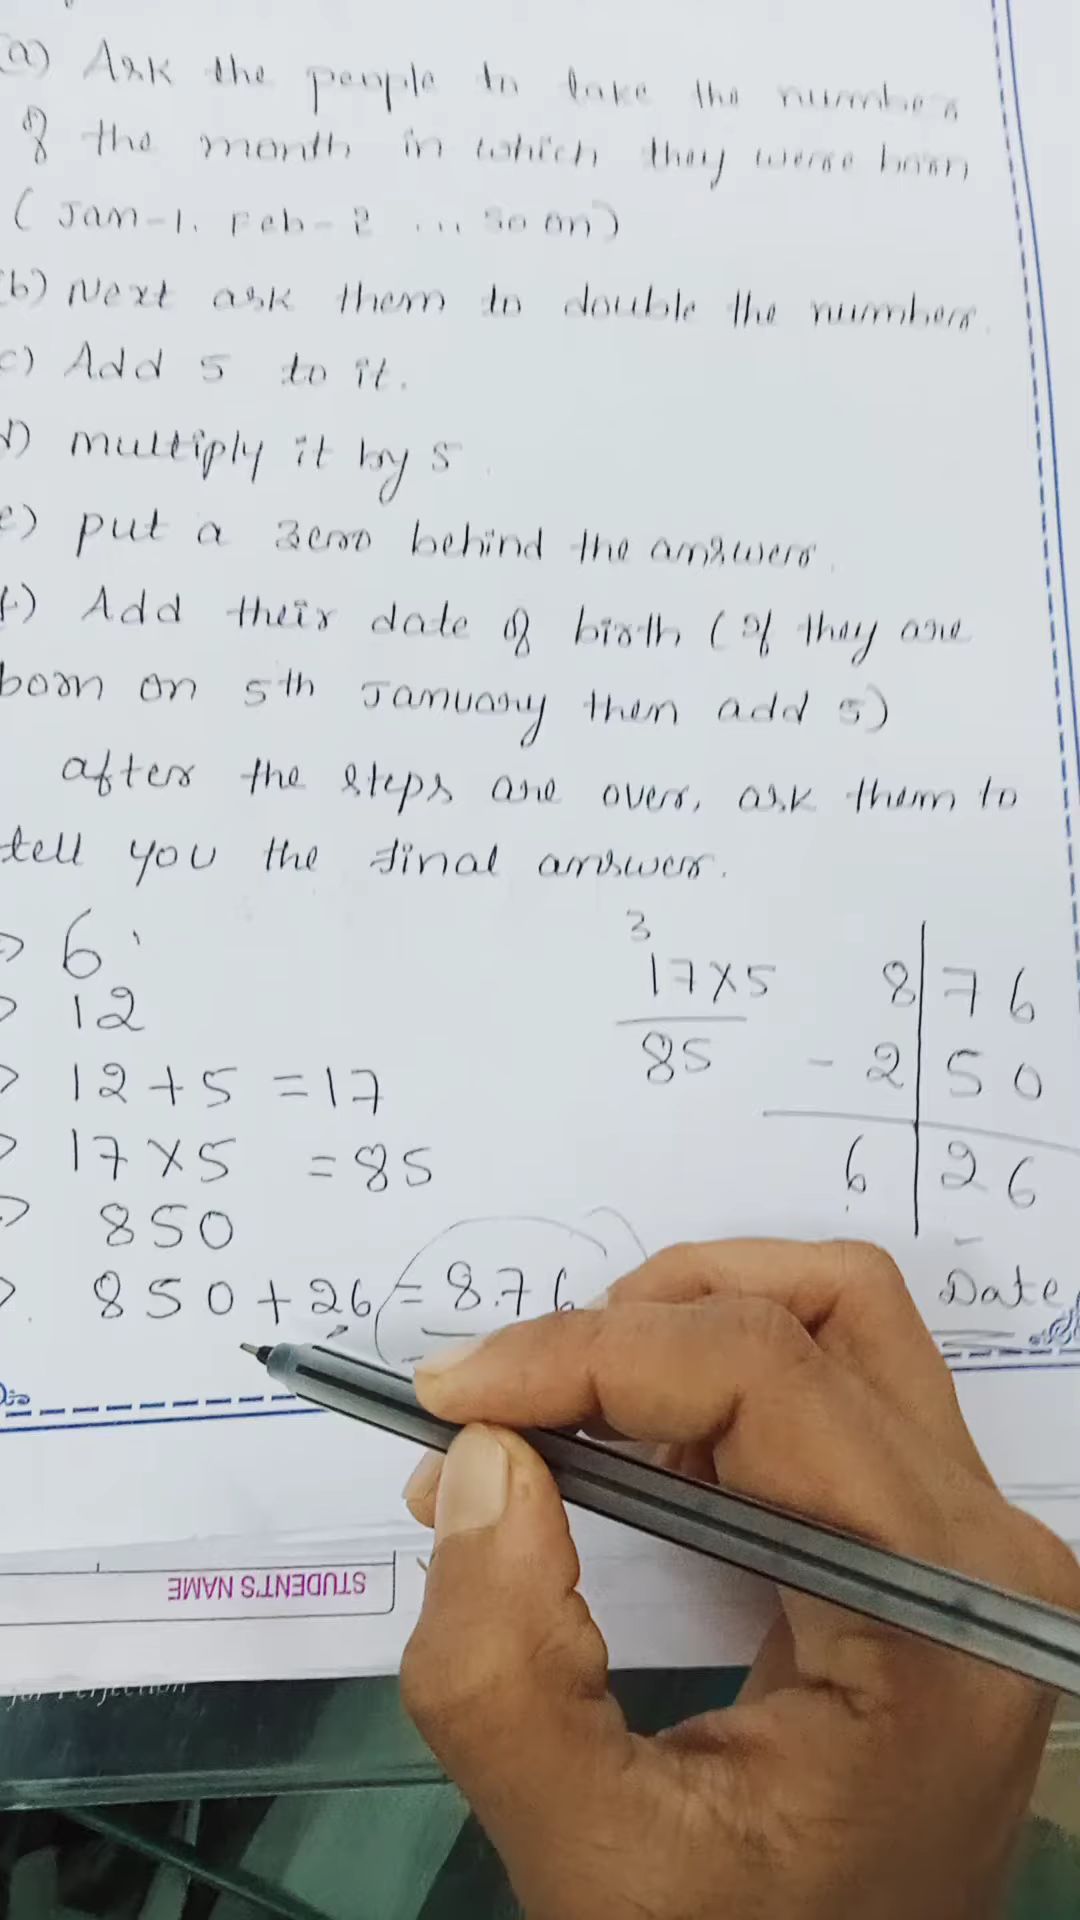 (a) Ask the people to take the number
of the month in which they were born
(Jan-1, Feb-2 ... so on)
(b) Next ask them to double the numbers.
c) Add 5 to it.
d) multiply it by 5.
e) put a zero behind the answer.
f) Add their date of birth (If they are
born on 5th January then add 5)
after the steps are over, ask them to
tell you the final answer.
6
12
12+5 =17
17×5 =85
850
850+26 = 876
3
17×5
85
8 76
- 2 50
6 26
Date
STUDENT'S NAME